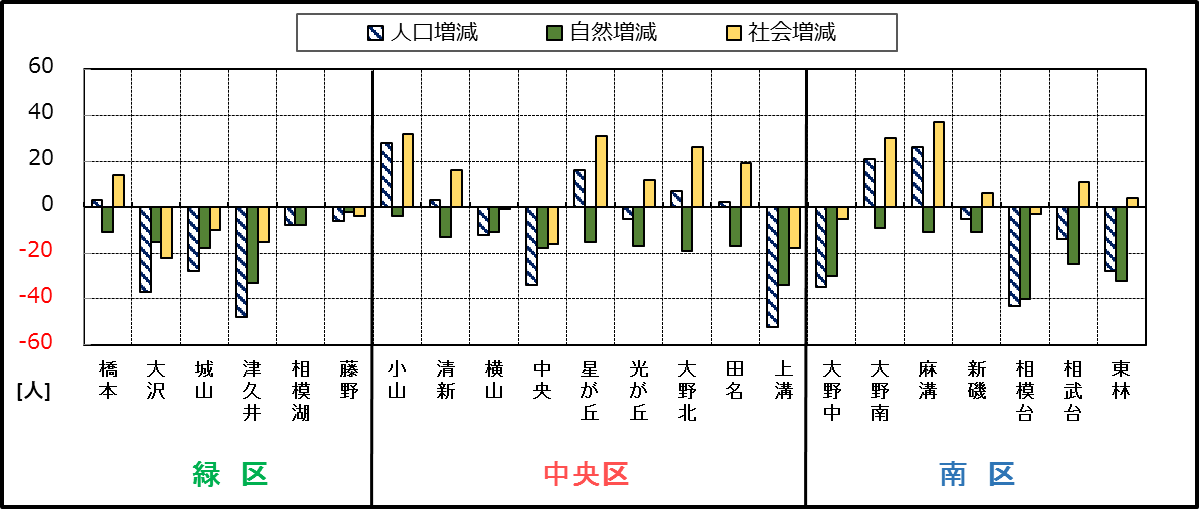 人口増減 自然増減 社会増減
60
40
20
0
-20
-40
-60
[人]
橋本 大沢 城山 津久井 相模湖 藤野 小山 清新 横山 中央 星が丘 光が丘 大野北 田名 上溝 大野中 大野南 麻溝 新磯 相模台 相武台 東林
緑 区 中央区 南 区